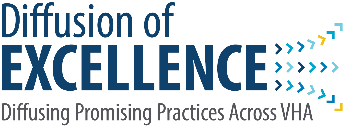 Diffusion of
EXCELLENCE
Diffusing Promising Practices Across VHA